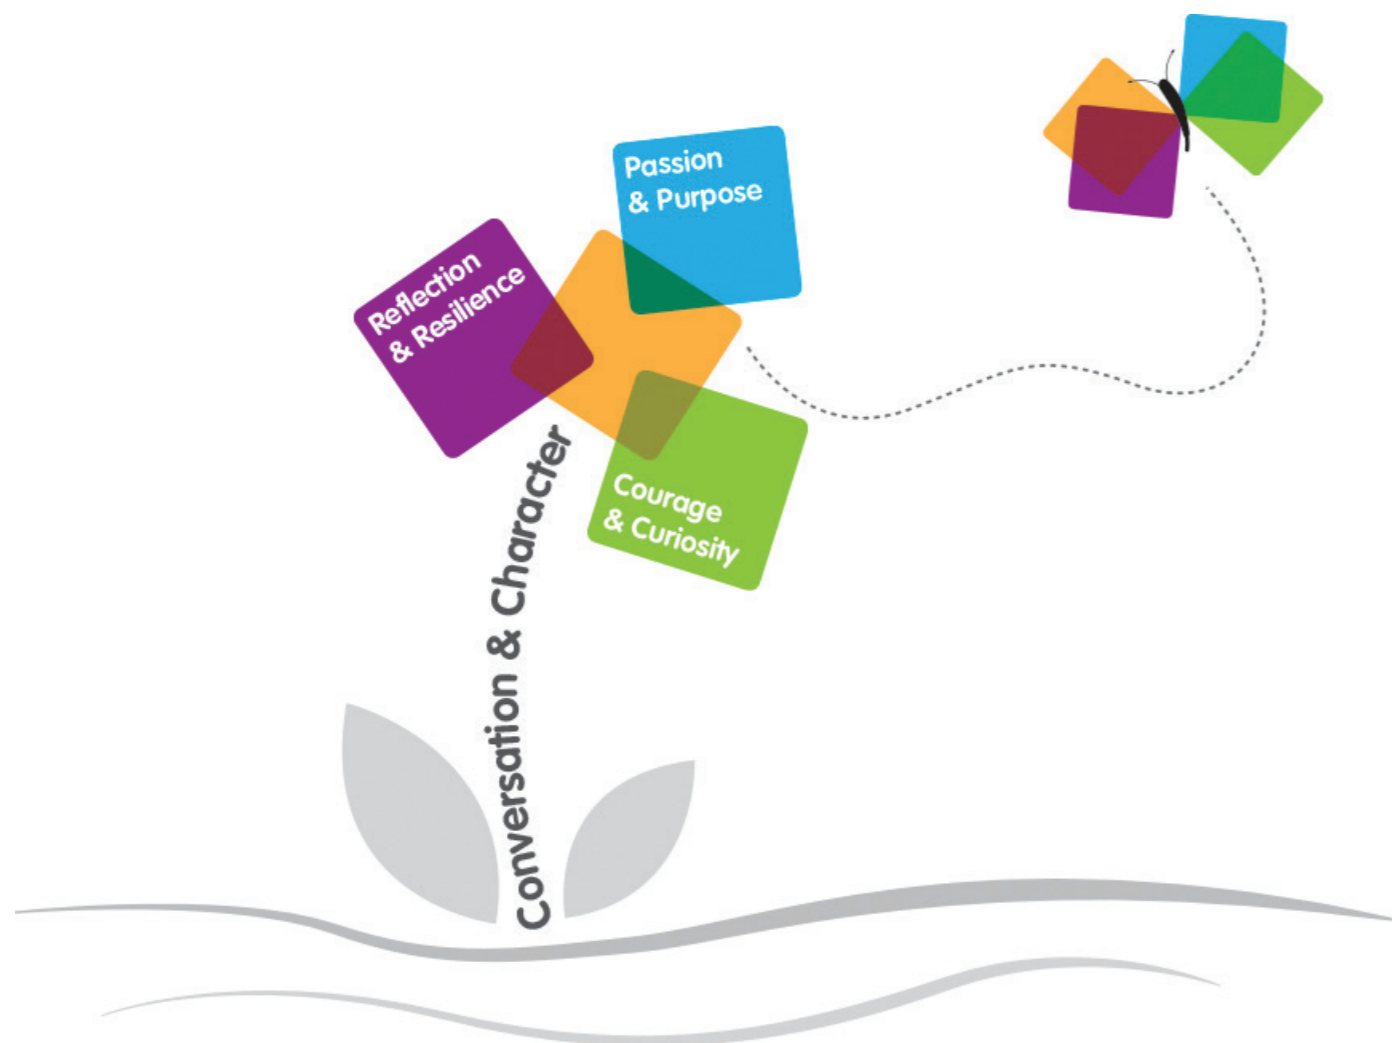 Passion
& Purpose
Reflection
& Resilience
Courage
& Curiosity
Conversation & Character